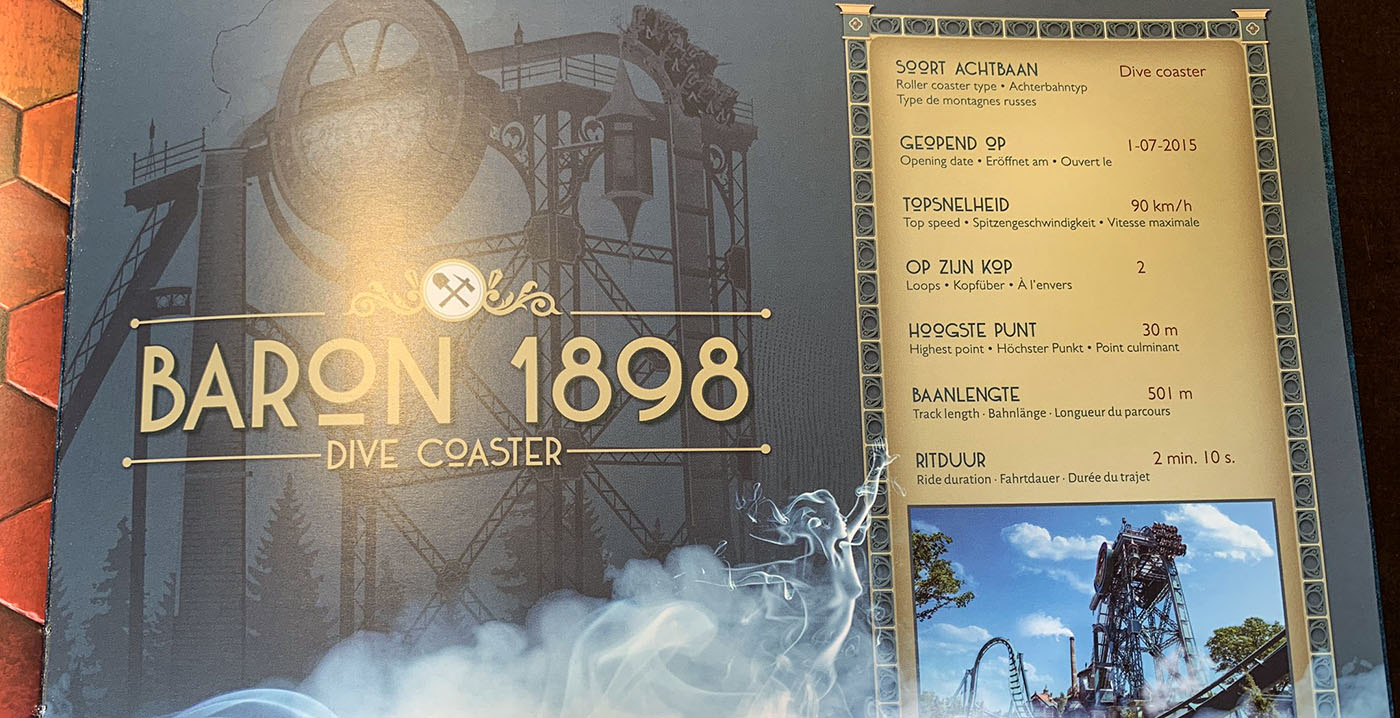 BARON 1898
DIVE COASTER
SOORT ACHTBAAN Dive coaster
Roller coaster type • Achterbahntyp
Type de montagnes russes
GEOPEND OP 1-07-2015
Opening date • Eröffnet am • Ouvert le
TOPSNELHEID 90 km/h
Top speed • Spitzengeschwindigkeit • Vitesse maximale
OP ZIJN KOP 2
Loops • Kopfüber • À l'envers
HOOGSTE PUNT 30 m
Highest point • Höchster Punkt • Point culminant
BAANLENGTE 501 m
Track length · Bahnlänge · Longueur du parcours
RITDUUR 2 min. 10 s.
Ride duration · Fahrtdauer · Durée du trajet